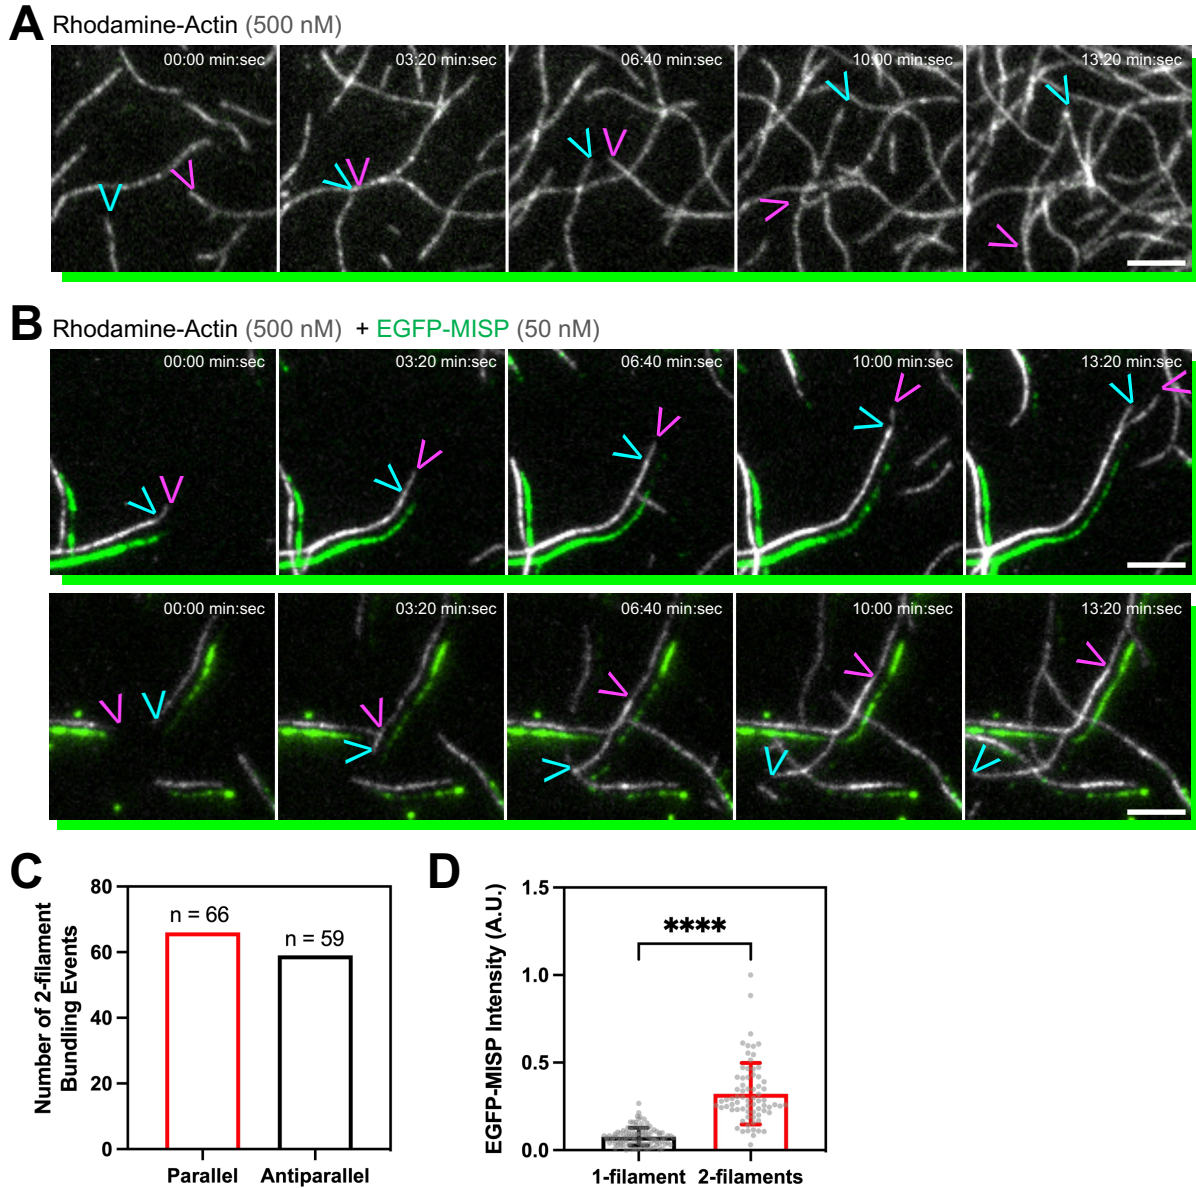 A Rhodamine-Actin (500 nM)
00:00 min:sec 03:20 min:sec 06:40 min:sec 10:00 min:sec 13:20 min:sec
B Rhodamine-Actin (500 nM) + EGFP-MISP (50 nM)
00:00 min:sec 03:20 min:sec 06:40 min:sec 10:00 min:sec 13:20 min:sec
00:00 min:sec 03:20 min:sec 06:40 min:sec 10:00 min:sec 13:20 min:sec
C
Number of 2-filament
Bundling Events
80
60
40
20
0
n = 66
n = 59
Parallel Antiparallel
D
EGFP-MISP Intensity (A.U.)
1.5
1.0
0.5
0.0
****
1-filament 2-filaments